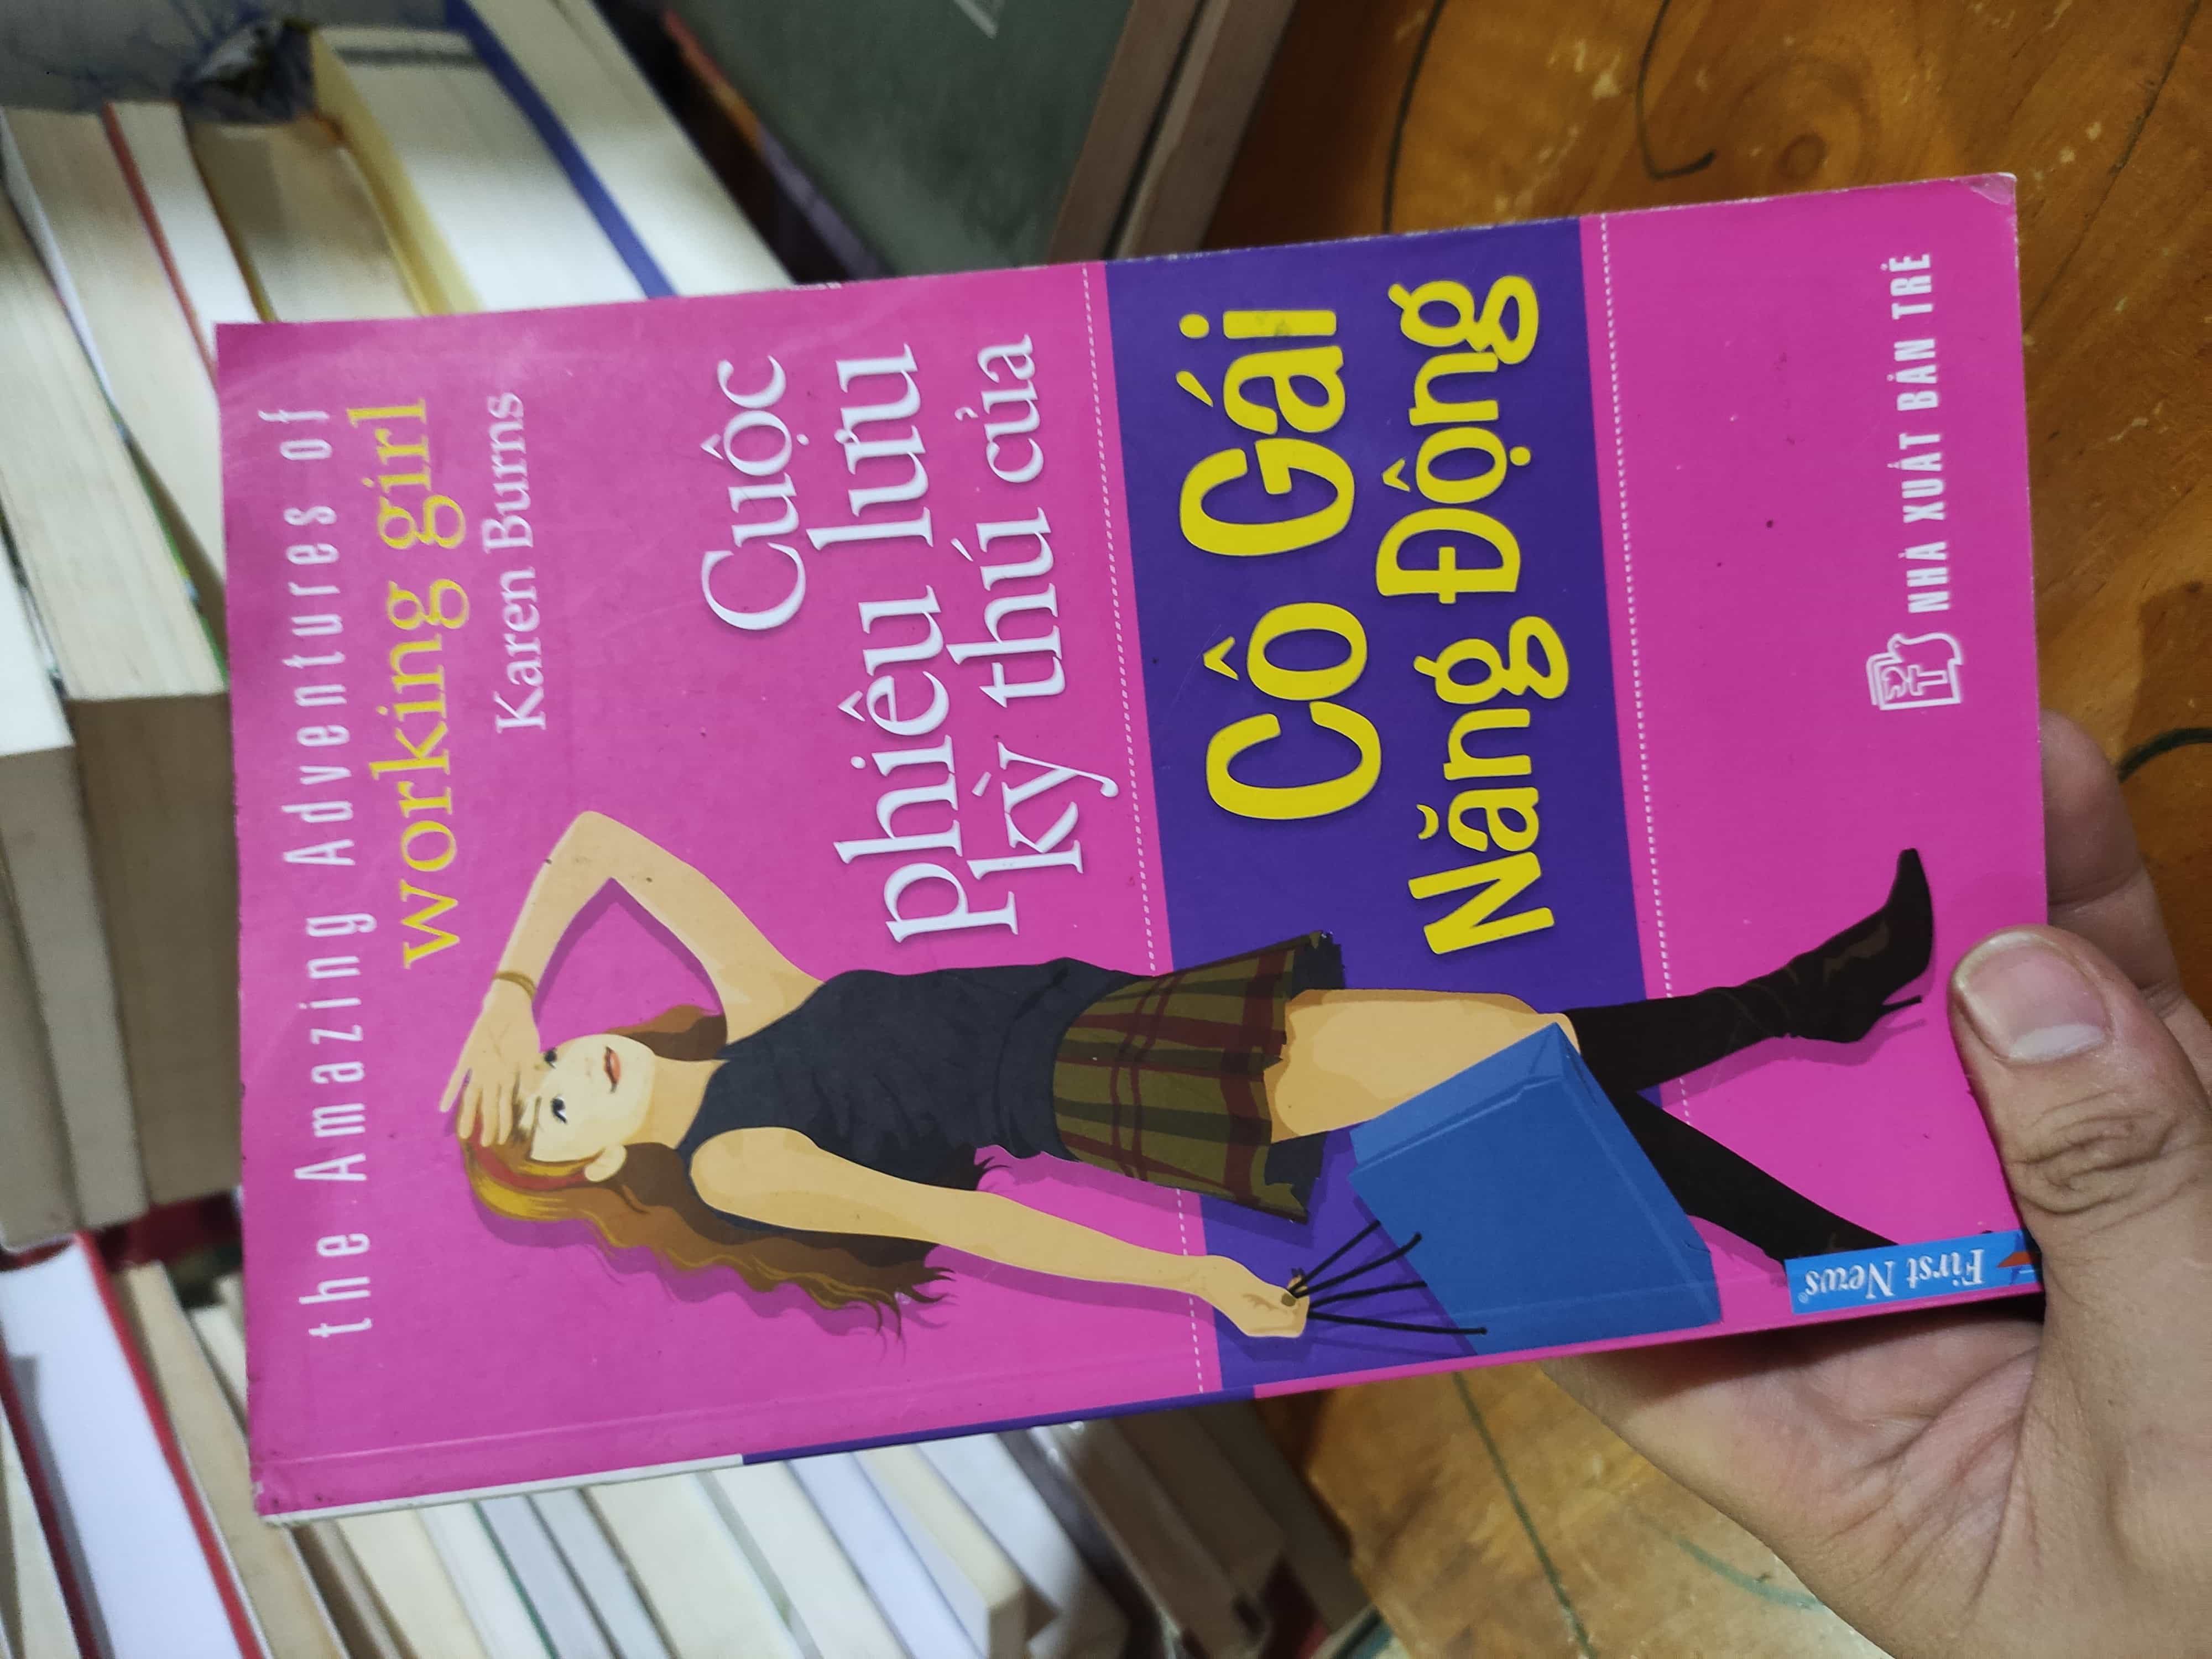 the Amazing Adventures of
working girl
Karen Burns
Cuộc
phiêu lưu
kỳ thú của
Cô Gái
Năng Động
NHÀ XUẤT BẢN TRẺ
First News®